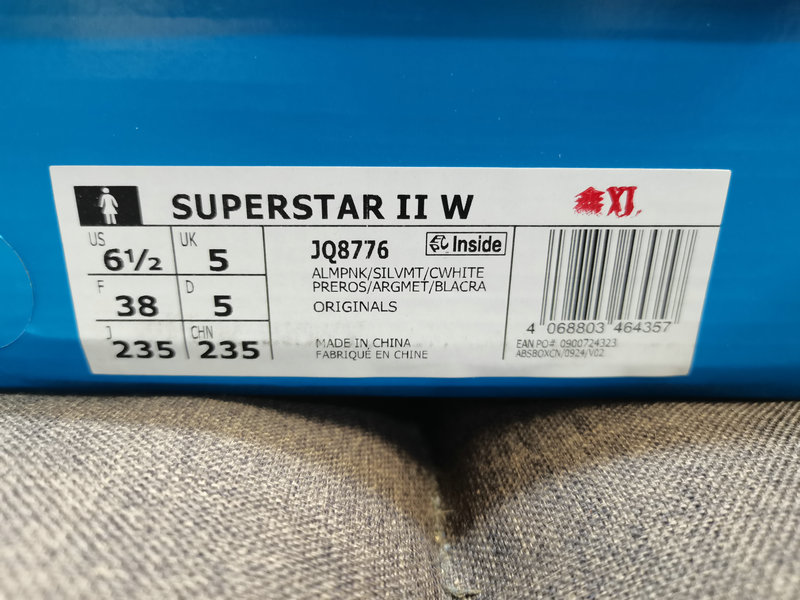 SUPERSTAR II W
XJ.
US 6½ UK 5
F 38 D 5
J 235 CHN 235
JQ8776 Inside
ALMPNK/SILVMT/CWHITE
PREROS/ARGMET/BLACRA
ORIGINALS
MADE IN CHINA
FABRIQUÉ EN CHINE
4 068803 464357
EAN PO# 0900724323
ABSBOXCN/0924/V02